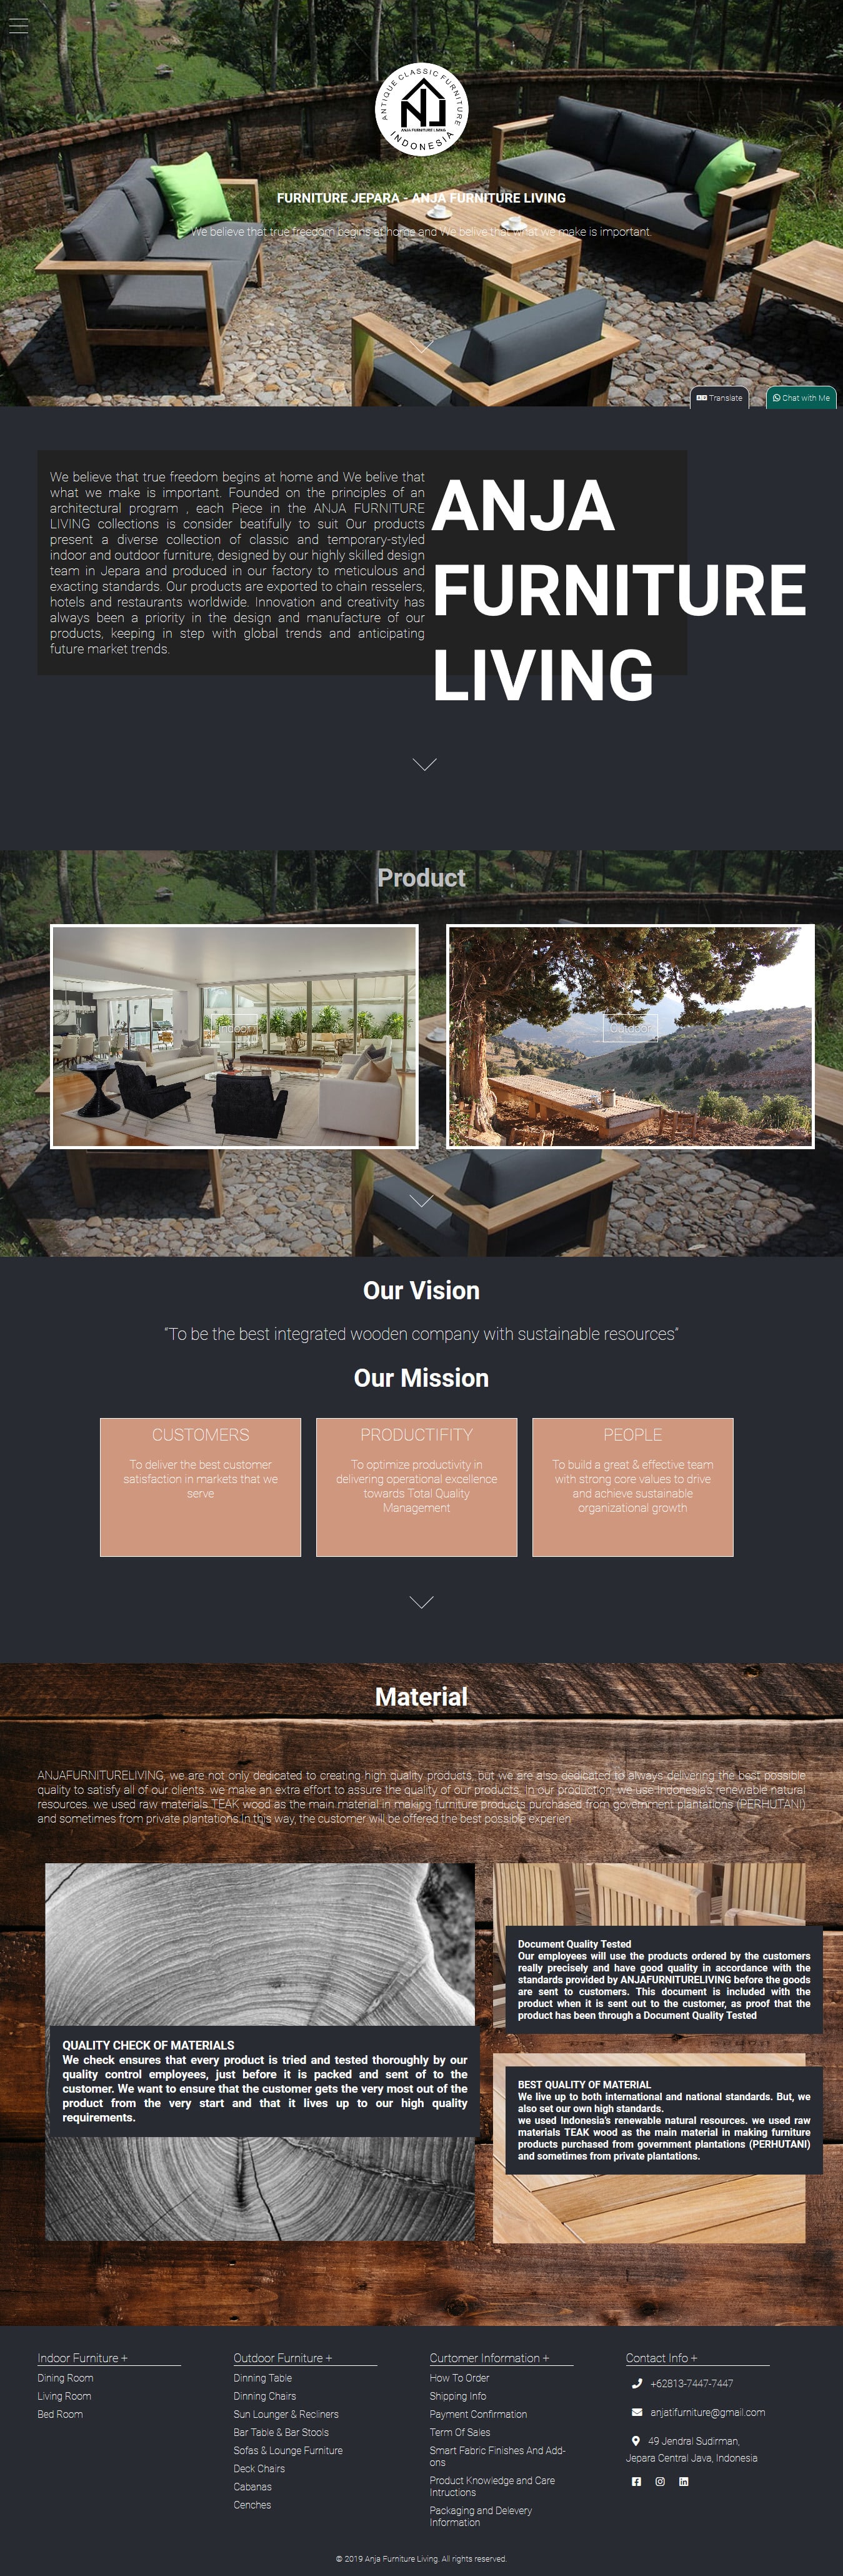 ANTIQUE CLASSIC FURNITURE
ANJA FURNITURE LIVING
INDONESIA
FURNITURE JEPARA - ANJA FURNITURE LIVING
We believe that true freedom begins at home and We belive that what we make is important.
Translate
Chat with Me
We believe that true freedom begins at home and We belive that
what we make is important. Founded on the principles of an
architectural program , each Piece in the ANJA FURNITURE
LIVING collections is consider beatifully to suit Our products
present a diverse collection of classic and temporary-styled
indoor and outdoor furniture, designed by our highly skilled design
team in Jepara and produced in our factory to meticulous and
exacting standards. Our products are exported to chain resselers,
hotels and restaurants worldwide. Innovation and creativity has
always been a priority in the design and manufacture of our
products, keeping in step with global trends and anticipating
future market trends.
ANJA
FURNITURE
LIVING
Product
Indoor
Outdoor
Our Vision
“To be the best integrated wooden company with sustainable resources”
Our Mission
CUSTOMERS
To deliver the best customer
satisfaction in markets that we
serve
PRODUCTIFITY
To optimize productivity in
delivering operational excellence
towards Total Quality
Management
PEOPLE
To build a great & effective team
with strong core values to drive
and achieve sustainable
organizational growth
Material
ANJAFURNITURELIVING, we are not only dedicated to creating high quality products, but we are also dedicated to always delivering the best possible
quality to satisfy all of our clients. we make an extra effort to assure the quality of our products. In our production, we use Indonesia's renewable natural
resources. we used raw materials TEAK wood as the main material in making furniture products purchased from government plantations (PERHUTANI)
and sometimes from private plantations.In this way, the customer will be offered the best possible experien
QUALITY CHECK OF MATERIALS
We check ensures that every product is tried and tested thoroughly by our
quality control employees, just before it is packed and sent of to the
customer. We want to ensure that the customer gets the very most out of the
product from the very start and that it lives up to our high quality
requirements.
Document Quality Tested
Our employees will use the products ordered by the customers
really precisely and have good quality in accordance with the
standards provided by ANJAFURNITURELIVING before the goods
are sent to customers. This document is included with the
product when it is sent out to the customer, as proof that the
product has been through a Document Quality Tested
BEST QUALITY OF MATERIAL
We live up to both international and national standards. But, we
also set our own high standards.
we used Indonesia's renewable natural resources. we used raw
materials TEAK wood as the main material in making furniture
products purchased from government plantations (PERHUTANI)
and sometimes from private plantations.
Indoor Furniture +
Dining Room
Living Room
Bed Room
Outdoor Furniture +
Dinning Table
Dinning Chairs
Sun Lounger & Recliners
Bar Table & Bar Stools
Sofas & Lounge Furniture
Deck Chairs
Cabanas
Cenches
Curtomer Information +
How To Order
Shipping Info
Payment Confirmation
Term Of Sales
Smart Fabric Finishes And Add-
ons
Product Knowledge and Care
Intructions
Packaging and Delevery
Information
Contact Info +
+62813-7447-7447
anjatifurniture@gmail.com
49 Jendral Sudirman,
Jepara Central Java, Indonesia
© 2019 Anja Furniture Living. All rights reserved.